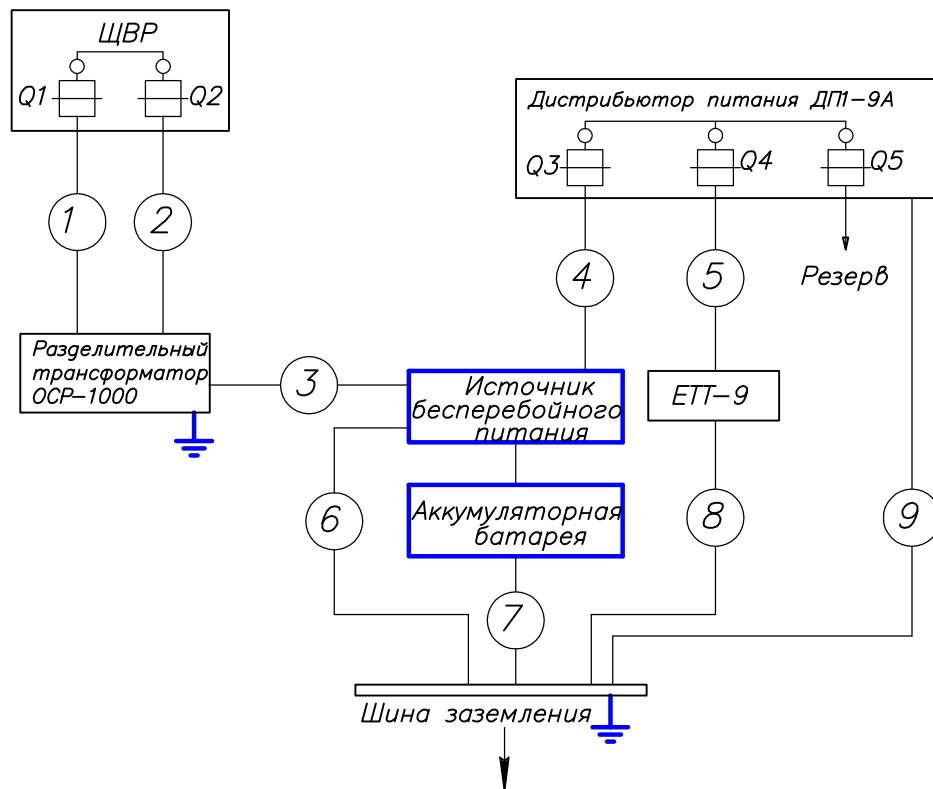 ЩВР
Q1
Q2
Дистрибьютор питания ДП1-9А
Q3
Q4
Q5
1
2
4
5
Резерв
Разделительный
трансформатор
ОСР-1000
3
Источник
бесперебойного
питания
ЕТТ-9
6
Аккумуляторная
батарея
8
9
7
Шина заземления